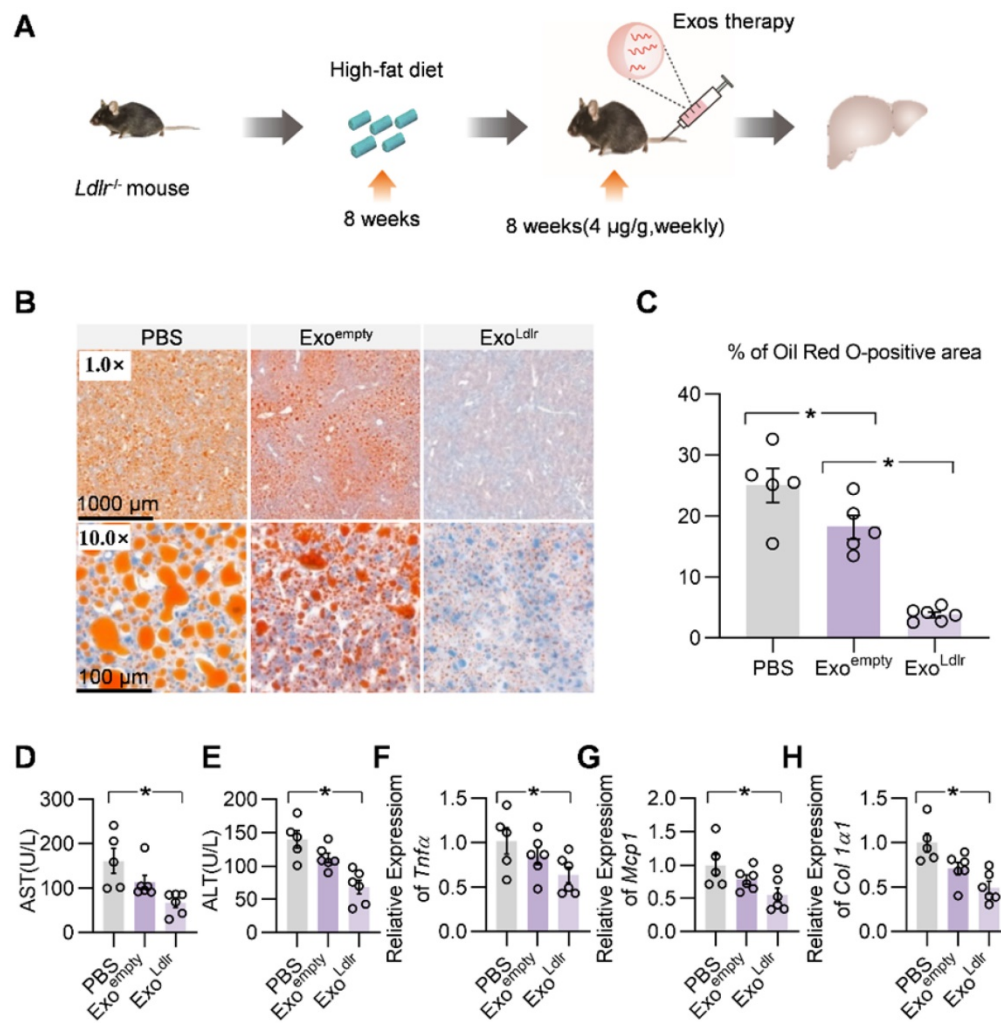 A
Exos therapy
High-fat diet
Ldlr-/- mouse
8 weeks
8 weeks(4 μg/g,weekly)
B
PBS
Exoempty
ExoLdlr
1.0×
1000 μm
10.0×
100 μm
C
% of Oil Red O-positive area
40
30
20
10
0
*
*
PBS
Exoempty
ExoLdlr
D
AST(U/L)
300
200
100
0
*
PBS
Exoempty
ExoLdlr
E
ALT(U/L)
200
150
100
50
0
*
PBS
Exoempty
ExoLdlr
F
Reliative Expressiom
of Tnfα
1.5
1.0
0.5
0.0
*
PBS
Exoempty
ExoLdlr
G
Reliative Expressiom
of Mcp1
2.0
1.5
1.0
0.5
0.0
*
PBS
Exoempty
ExoLdlr
H
Reliative Expressiom
of Col 1α1
1.5
1.0
0.5
0.0
*
PBS
Exoempty
ExoLdlr